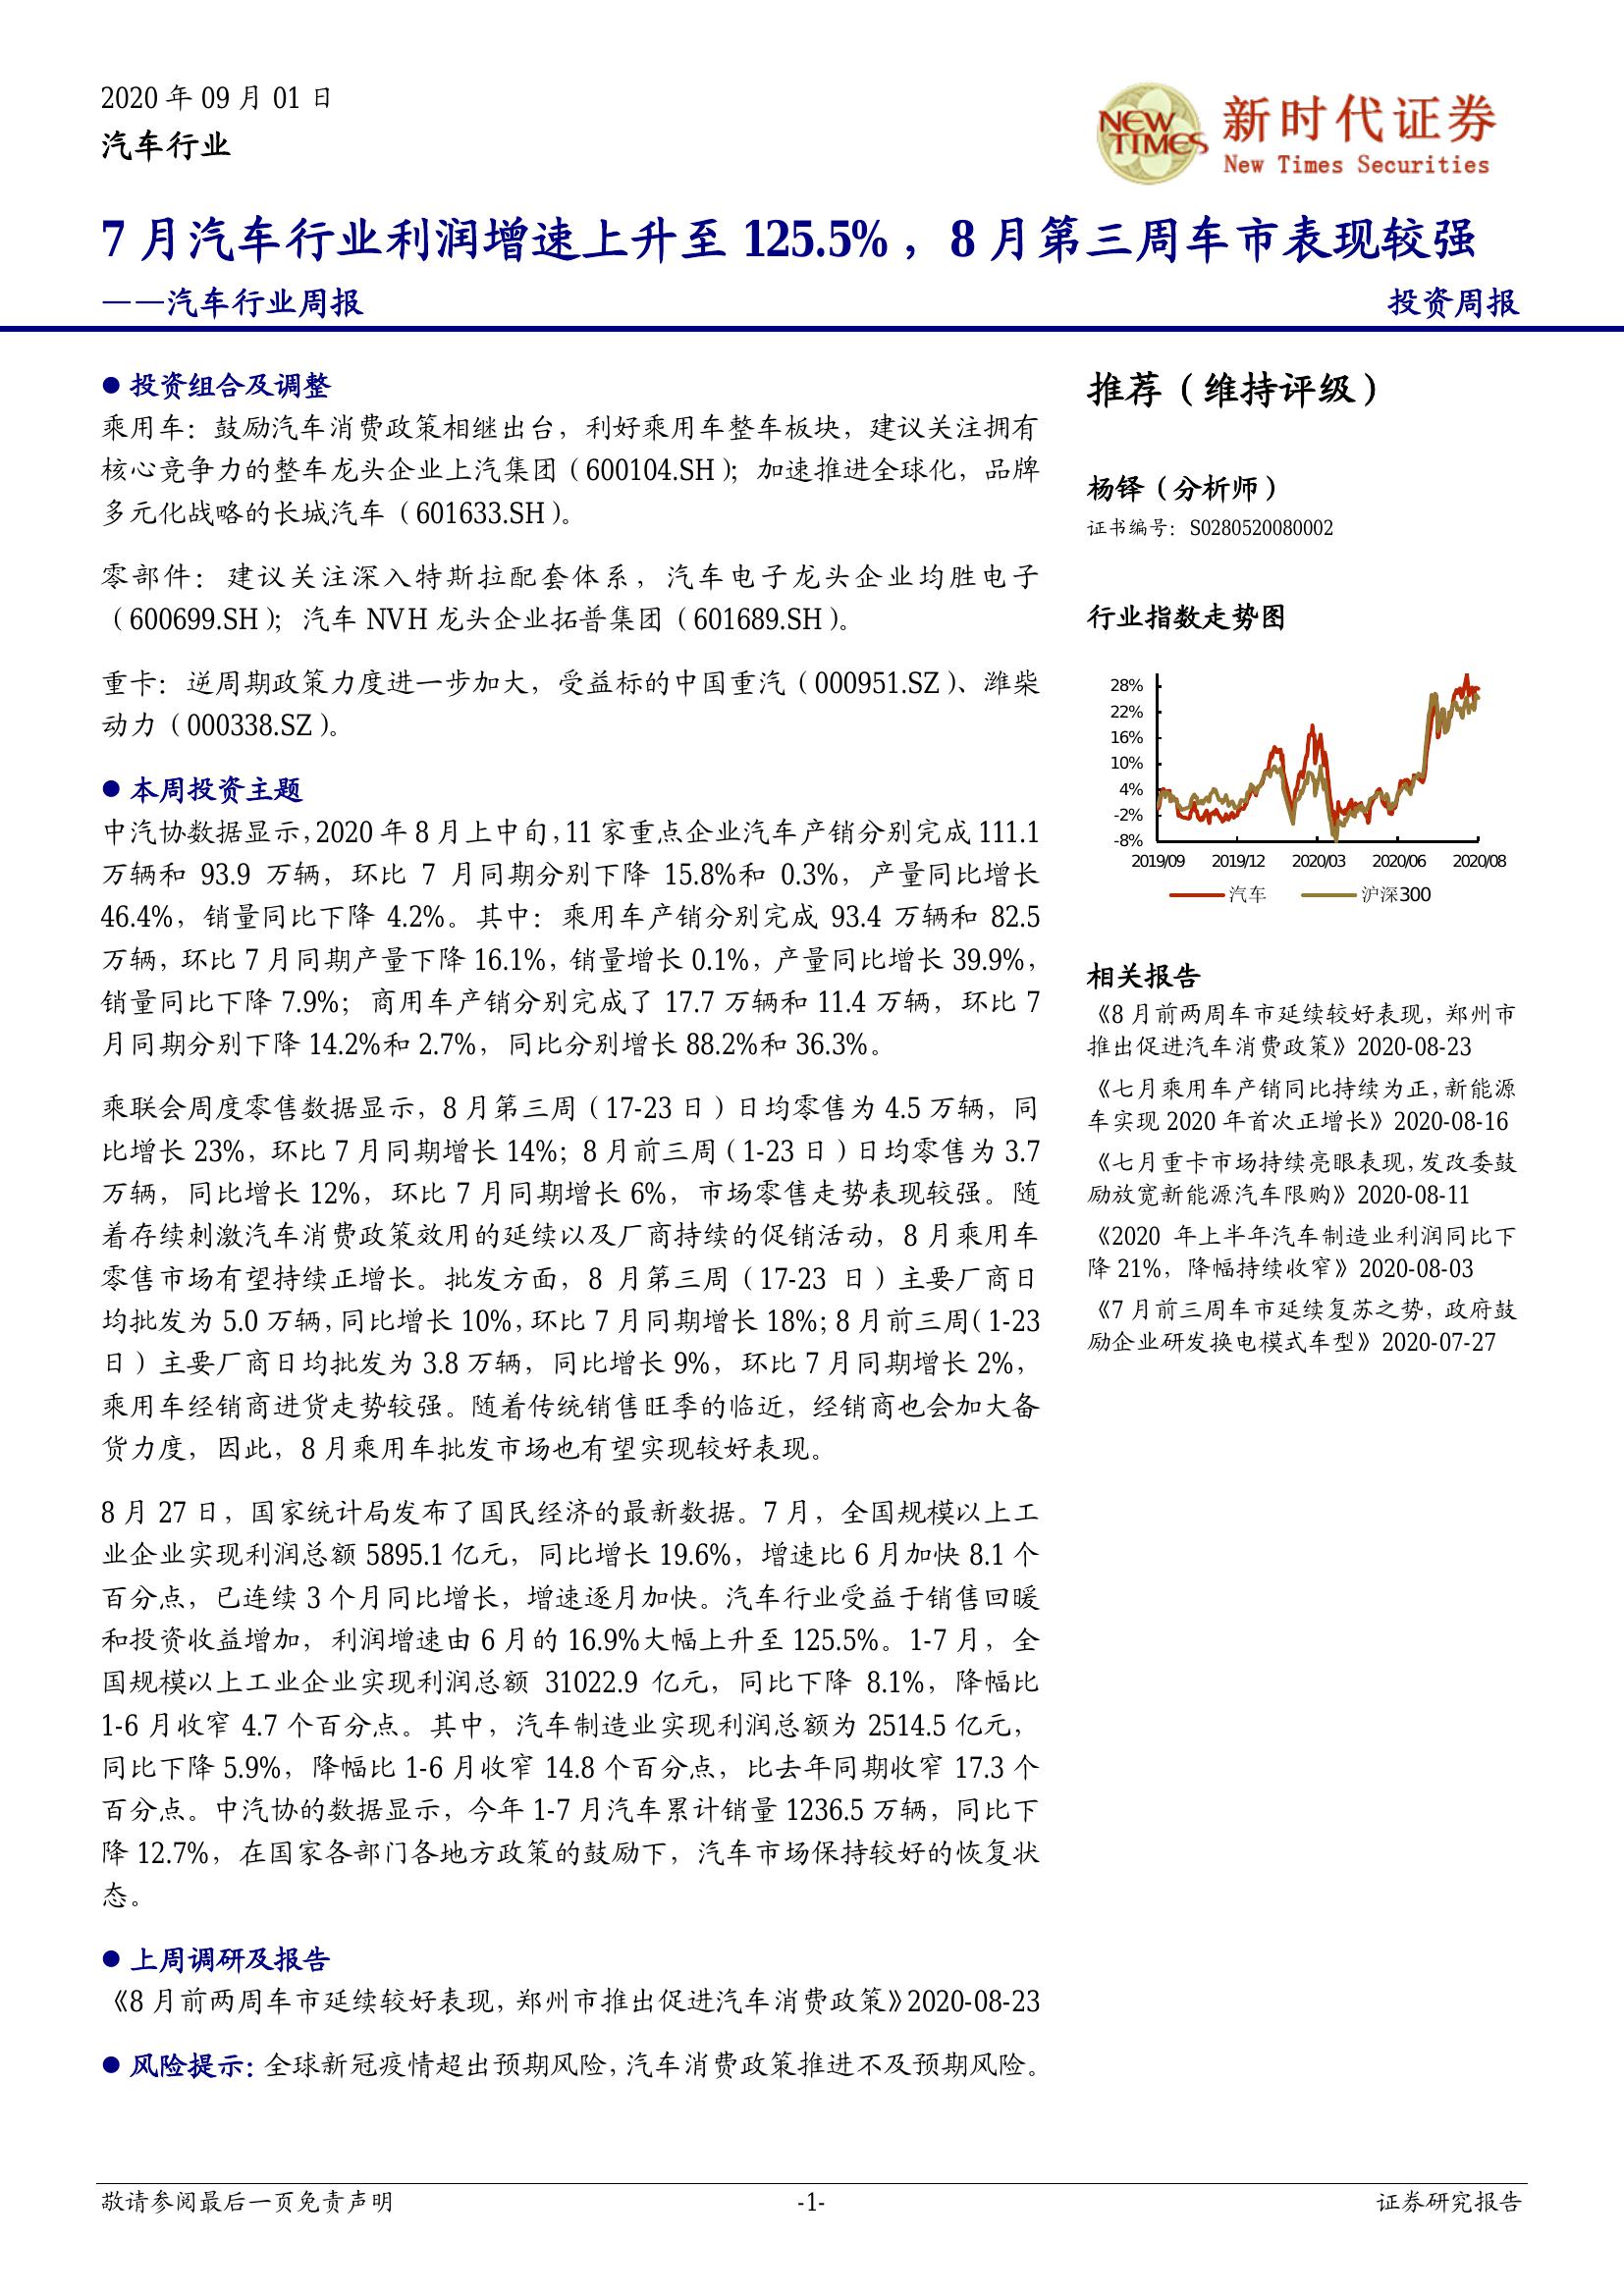 2020 年 09 月 01 日
汽车行业
NEW
TIMES
新时代证券
New Times Securities
7 月汽车行业利润增速上升至 125.5% ，8 月第三周车市表现较强
——汽车行业周报
投资周报
● 投资组合及调整
乘用车：鼓励汽车消费政策相继出台，利好乘用车整车板块，建议关注拥有
核心竞争力的整车龙头企业上汽集团（600104.SH）；加速推进全球化，品牌
多元化战略的长城汽车（601633.SH）。
零部件：建议关注深入特斯拉配套体系，汽车电子龙头企业均胜电子
（600699.SH）；汽车 NVH 龙头企业拓普集团（601689.SH）。
重卡：逆周期政策力度进一步加大，受益标的中国重汽（000951.SZ）、潍柴
动力（000338.SZ）。
● 本周投资主题
中汽协数据显示，2020 年 8 月上中旬，11 家重点企业汽车产销分别完成 111.1
万辆和 93.9 万辆，环比 7 月同期分别下降 15.8%和 0.3%，产量同比增长
46.4%，销量同比下降 4.2%。其中：乘用车产销分别完成 93.4 万辆和 82.5
万辆，环比 7 月同期产量下降 16.1%，销量增长 0.1%，产量同比增长 39.9%，
销量同比下降 7.9%；商用车产销分别完成了 17.7 万辆和 11.4 万辆，环比 7
月同期分别下降 14.2%和 2.7%，同比分别增长 88.2%和 36.3%。
乘联会周度零售数据显示，8 月第三周（17-23 日）日均零售为 4.5 万辆，同
比增长 23%，环比 7 月同期增长 14%；8 月前三周（1-23 日）日均零售为 3.7
万辆，同比增长 12%，环比 7 月同期增长 6%，市场零售走势表现较强。随
着存续刺激汽车消费政策效用的延续以及厂商持续的促销活动，8 月乘用车
零售市场有望持续正增长。批发方面，8 月第三周（17-23 日）主要厂商日
均批发为 5.0 万辆，同比增长 10%，环比 7 月同期增长 18%；8 月前三周（1-23
日）主要厂商日均批发为 3.8 万辆，同比增长 9%，环比 7 月同期增长 2%，
乘用车经销商进货走势较强。随着传统销售旺季的临近，经销商也会加大备
货力度，因此，8 月乘用车批发市场也有望实现较好表现。
8 月 27 日，国家统计局发布了国民经济的最新数据。7 月，全国规模以上工
业企业实现利润总额 5895.1 亿元，同比增长 19.6%，增速比 6 月加快 8.1 个
百分点，已连续 3 个月同比增长，增速逐月加快。汽车行业受益于销售回暖
和投资收益增加，利润增速由 6 月的 16.9%大幅上升至 125.5%。1-7 月，全
国规模以上工业企业实现利润总额 31022.9 亿元，同比下降 8.1%，降幅比
1-6 月收窄 4.7 个百分点。其中，汽车制造业实现利润总额为 2514.5 亿元，
同比下降 5.9%，降幅比 1-6 月收窄 14.8 个百分点，比去年同期收窄 17.3 个
百分点。中汽协的数据显示，今年 1-7 月汽车累计销量 1236.5 万辆，同比下
降 12.7%，在国家各部门各地方政策的鼓励下，汽车市场保持较好的恢复状
态。
● 上周调研及报告
《8 月前两周车市延续较好表现，郑州市推出促进汽车消费政策》2020-08-23
● 风险提示：全球新冠疫情超出预期风险，汽车消费政策推进不及预期风险。
推荐（维持评级）
杨铎（分析师）
证书编号：S0280520080002
行业指数走势图
28%
22%
16%
10%
4%
-2%
-8%
2019/09 2019/12 2020/03 2020/06 2020/08
汽车 沪深300
相关报告
《8 月前两周车市延续较好表现，郑州市
推出促进汽车消费政策》2020-08-23
《七月乘用车产销同比持续为正，新能源
车实现 2020 年首次正增长》2020-08-16
《七月重卡市场持续亮眼表现，发改委鼓
励放宽新能源汽车限购》2020-08-11
《2020 年上半年汽车制造业利润同比下
降 21%，降幅持续收窄》2020-08-03
《7 月前三周车市延续复苏之势，政府鼓
励企业研发换电模式车型》2020-07-27
敬请参阅最后一页免责声明
-1-
证券研究报告